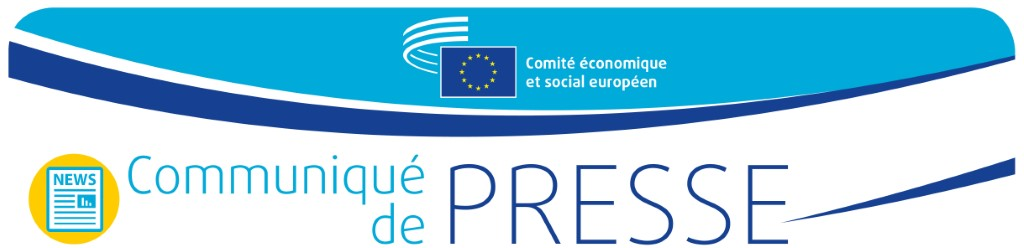 Comité économique
et social européen
NEWS
Communiqué
de PRESSE